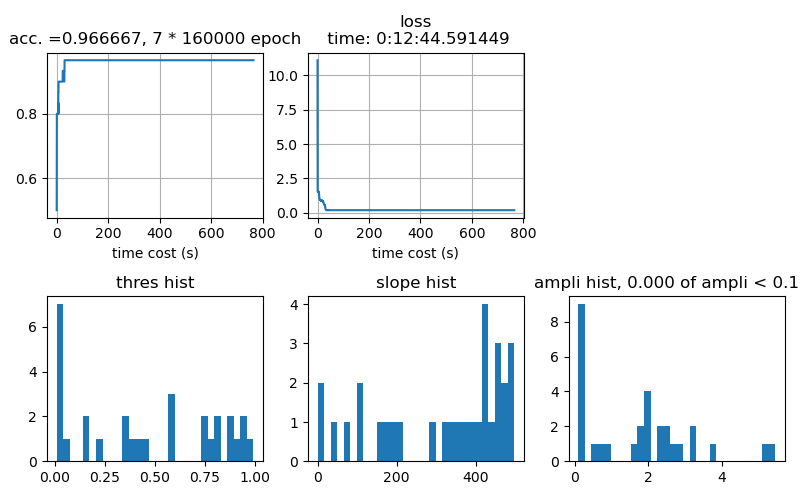 acc. =0.966667, 7 * 160000 epoch
0.8
0.6
0 200 400 600 800
time cost (s)
loss
time: 0:12:44.591449
10.0
7.5
5.0
2.5
0.0
0 200 400 600 800
time cost (s)
thres hist
6
4
2
0
0.00 0.25 0.50 0.75 1.00
slope hist
4
3
2
1
0
0 200 400
ampli hist, 0.000 of ampli < 0.1
8
6
4
2
0
0 2 4